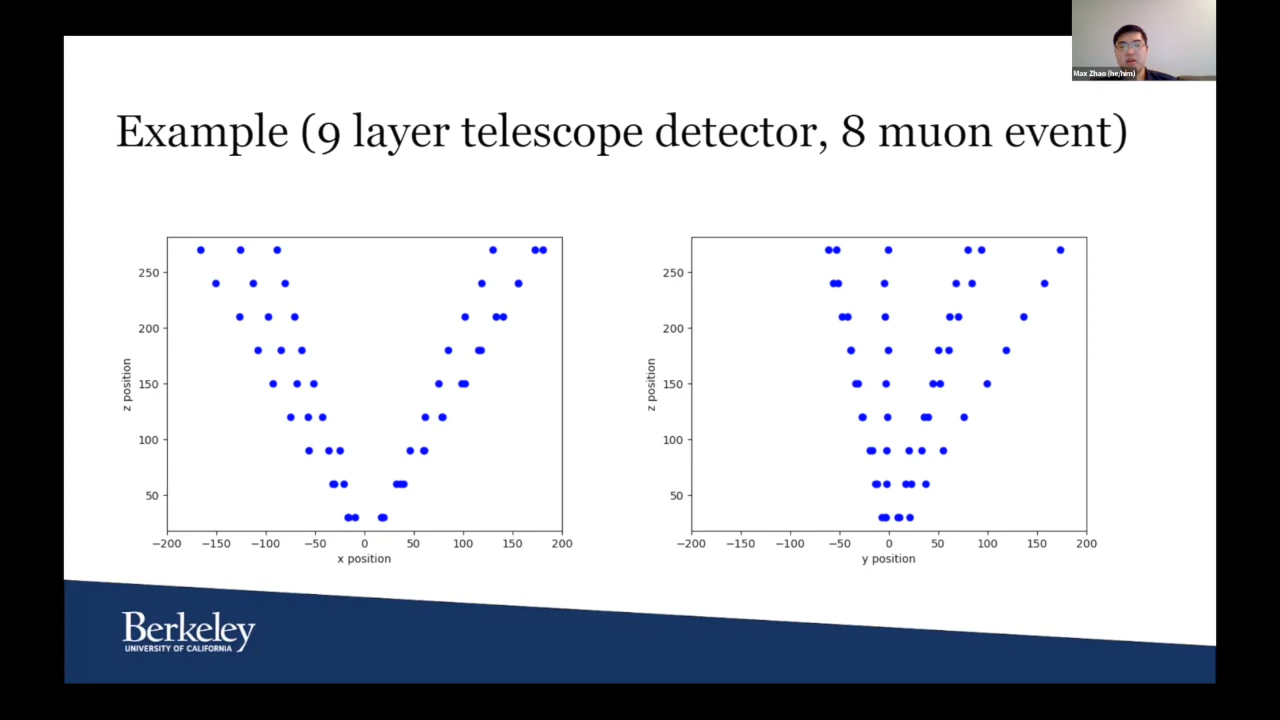 Max Zhao (he/him)
Example (9 layer telescope detector, 8 muon event)
250
200
150
100
50
z position
−200 −150 −100 −50 0 50 100 150 200
x position
250
200
150
100
50
z position
−200 −150 −100 −50 0 50 100 150 200
y position
Berkeley
UNIVERSITY OF CALIFORNIA